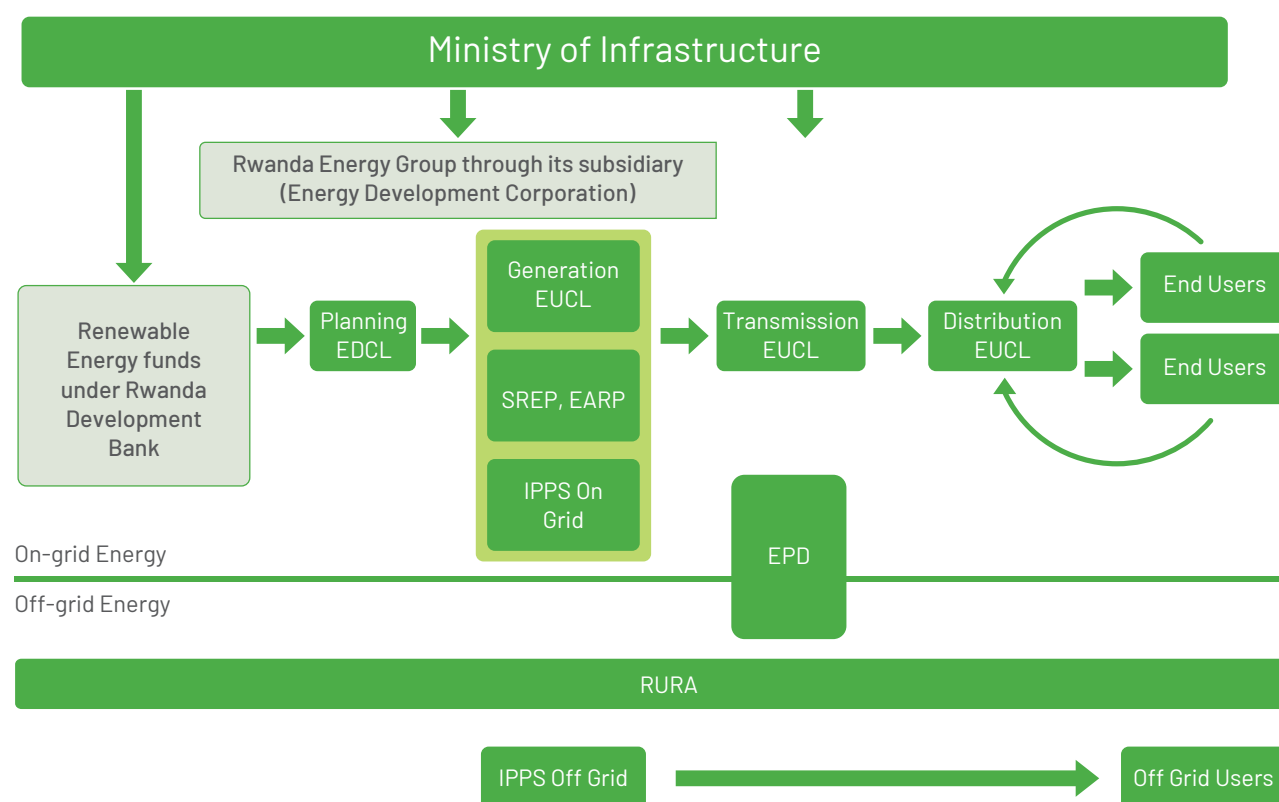 Ministry of Infrastructure
Rwanda Energy Group through its subsidiary
(Energy Development Corporation)
Renewable
Energy funds
under Rwanda
Development
Bank
Planning
EDCL
Generation
EUCL
SREP, EARP
IPPS On
Grid
Transmission
EUCL
Distribution
EUCL
End Users
End Users
EPD
On-grid Energy
Off-grid Energy
RURA
IPPS Off Grid
Off Grid Users